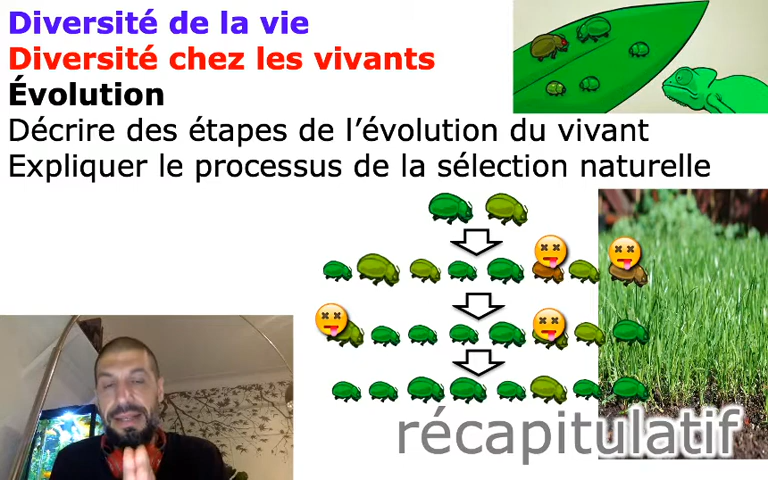 Diversité de la vie
Diversité chez les vivants
Évolution
Décrire des étapes de l’évolution du vivant
Expliquer le processus de la sélection naturelle
récapitulatif